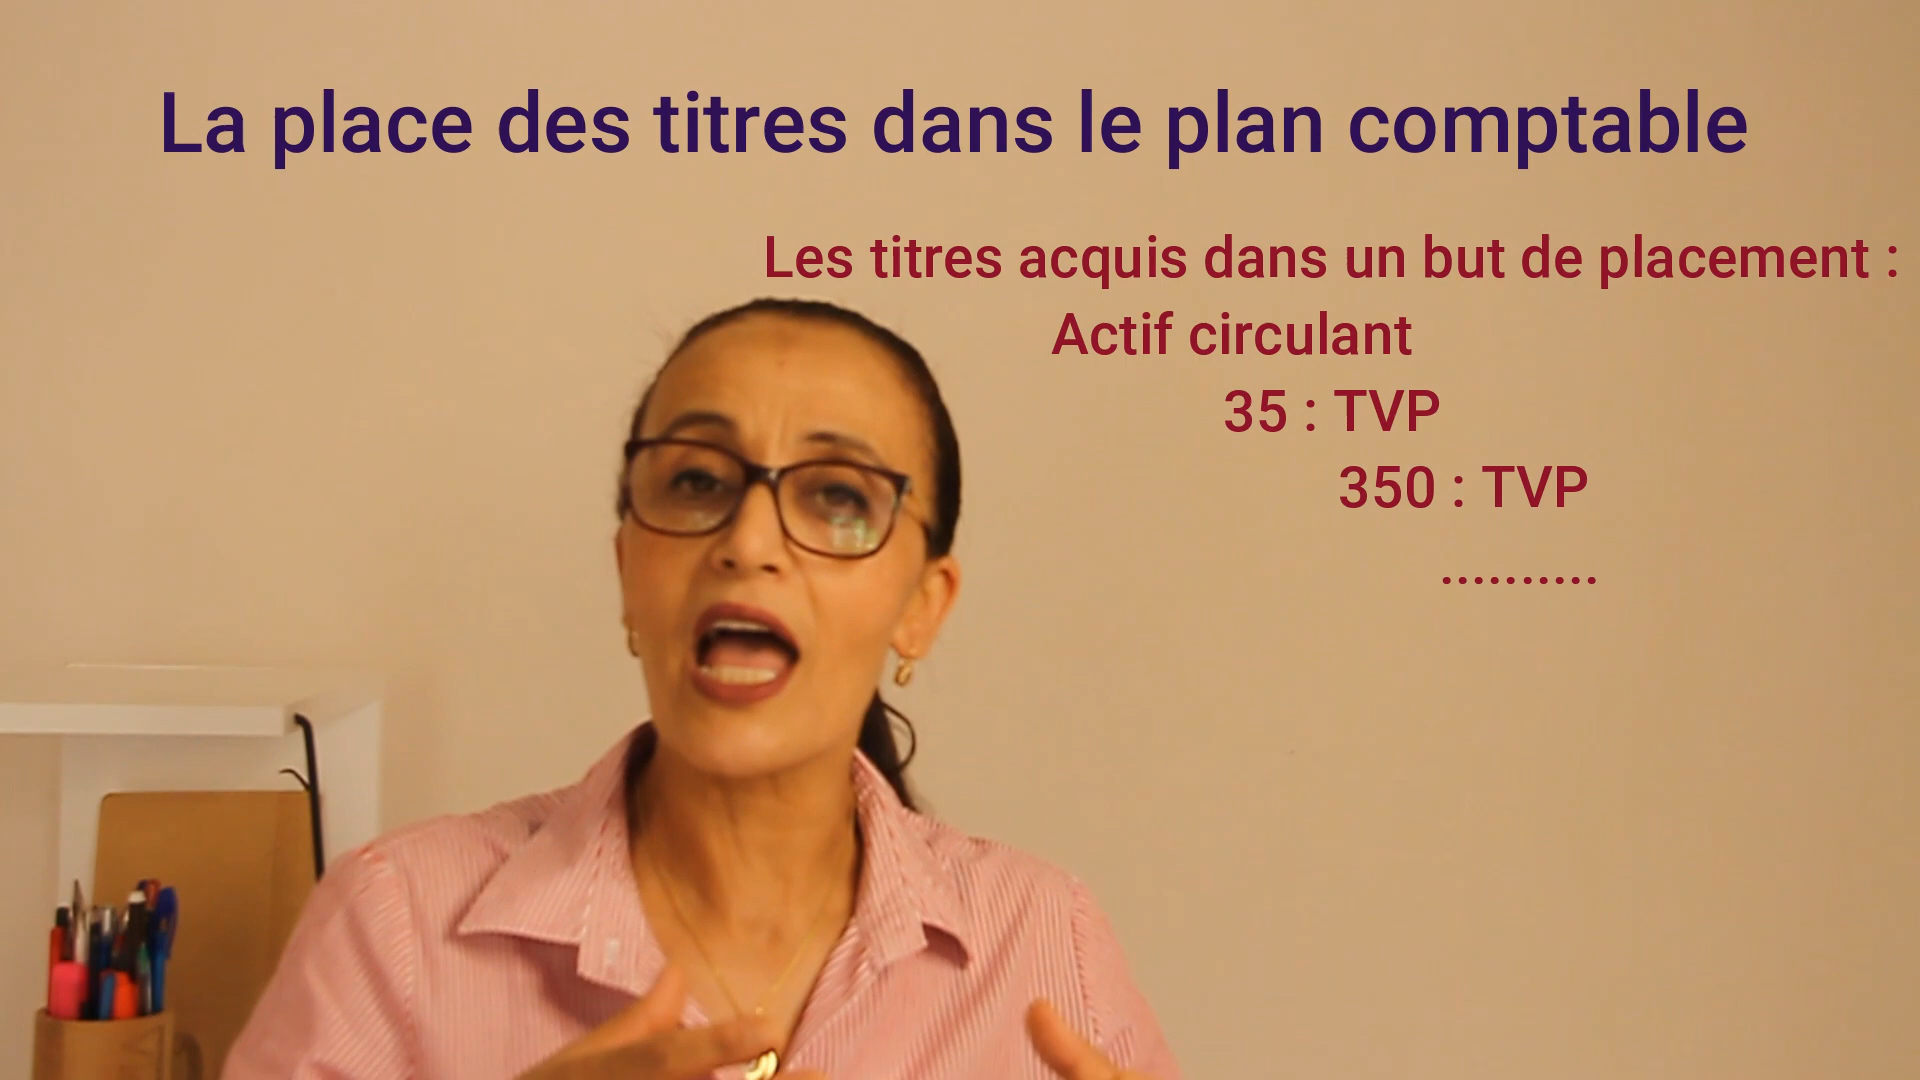 La place des titres dans le plan comptable
Les titres acquis dans un but de placement :
Actif circulant
35 : TVP
350 : TVP
..........